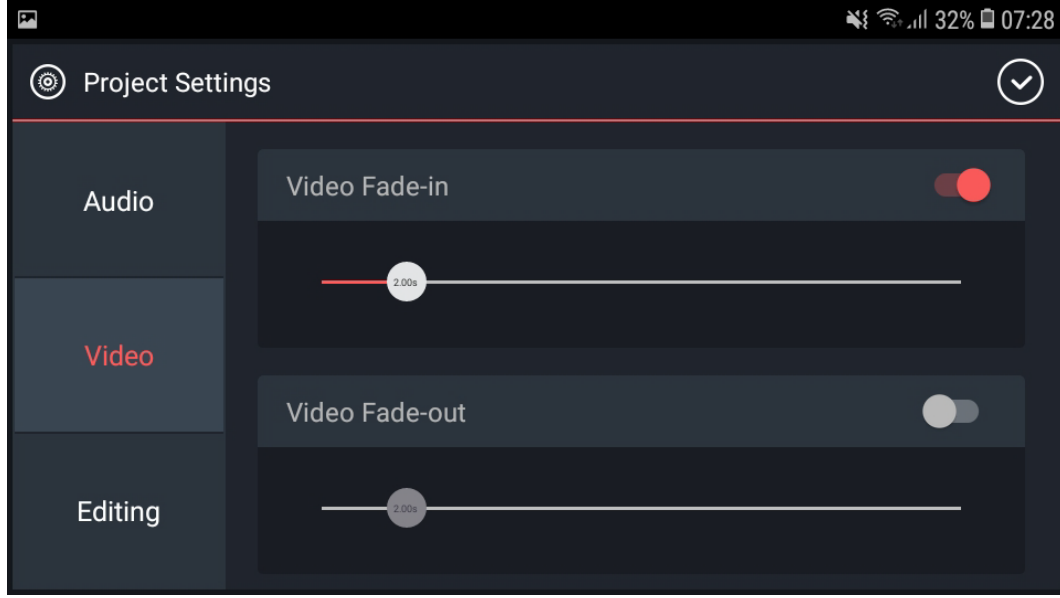 32% 07:28
Project Settings
Audio
Video
Editing
Video Fade-in
2.00s
Video Fade-out
2.00s